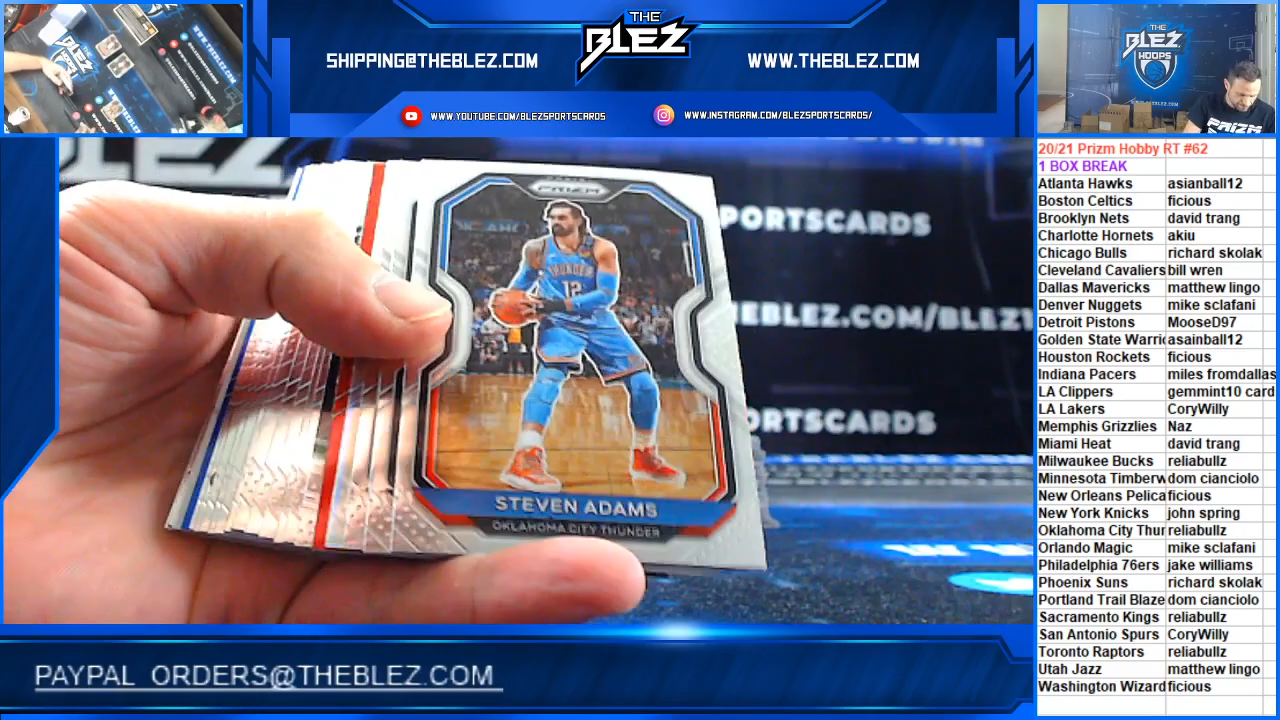 THE
BLEZ
SHIPPING@THEBLEZ.COM
WWW.THEBLEZ.COM
WWW.YOUTUBE.COM/BLEZSPORTSCARDS
WWW.INSTAGRAM.COM/BLEZSPORTSCARDS/
THE
BLEZ
HOOPS
PRIZM
BLEZ
PORTSCARDS
EBLEZ.COM/BLEZ1
SPORTSCARDS
PRIZM
THUNDER
12
STEVEN ADAMS
OKLAHOMA CITY THUNDER
PAYPAL ORDERS@THEBLEZ.COM
20/21 Prizm Hobby RT #62
1 BOX BREAK
Atlanta Hawks asianball12
Boston Celtics ficious
Brooklyn Nets david trang
Charlotte Hornets akiu
Chicago Bulls richard skolak
Cleveland Cavaliers bill wren
Dallas Mavericks matthew lingo
Denver Nuggets mike sclafani
Detroit Pistons MooseD97
Golden State Warri asainball12
Houston Rockets ficious
Indiana Pacers miles fromdallas
LA Clippers gemmint10 card
LA Lakers CoryWilly
Memphis Grizzlies Naz
Miami Heat david trang
Milwaukee Bucks reliabullz
Minnesota Timberw dom cianciolo
New Orleans Pelica ficious
New York Knicks john spring
Oklahoma City Thur reliabullz
Orlando Magic mike sclafani
Philadelphia 76ers jake williams
Phoenix Suns richard skolak
Portland Trail Blaze dom cianciolo
Sacramento Kings reliabullz
San Antonio Spurs CoryWilly
Toronto Raptors reliabullz
Utah Jazz matthew lingo
Washington Wizard ficious